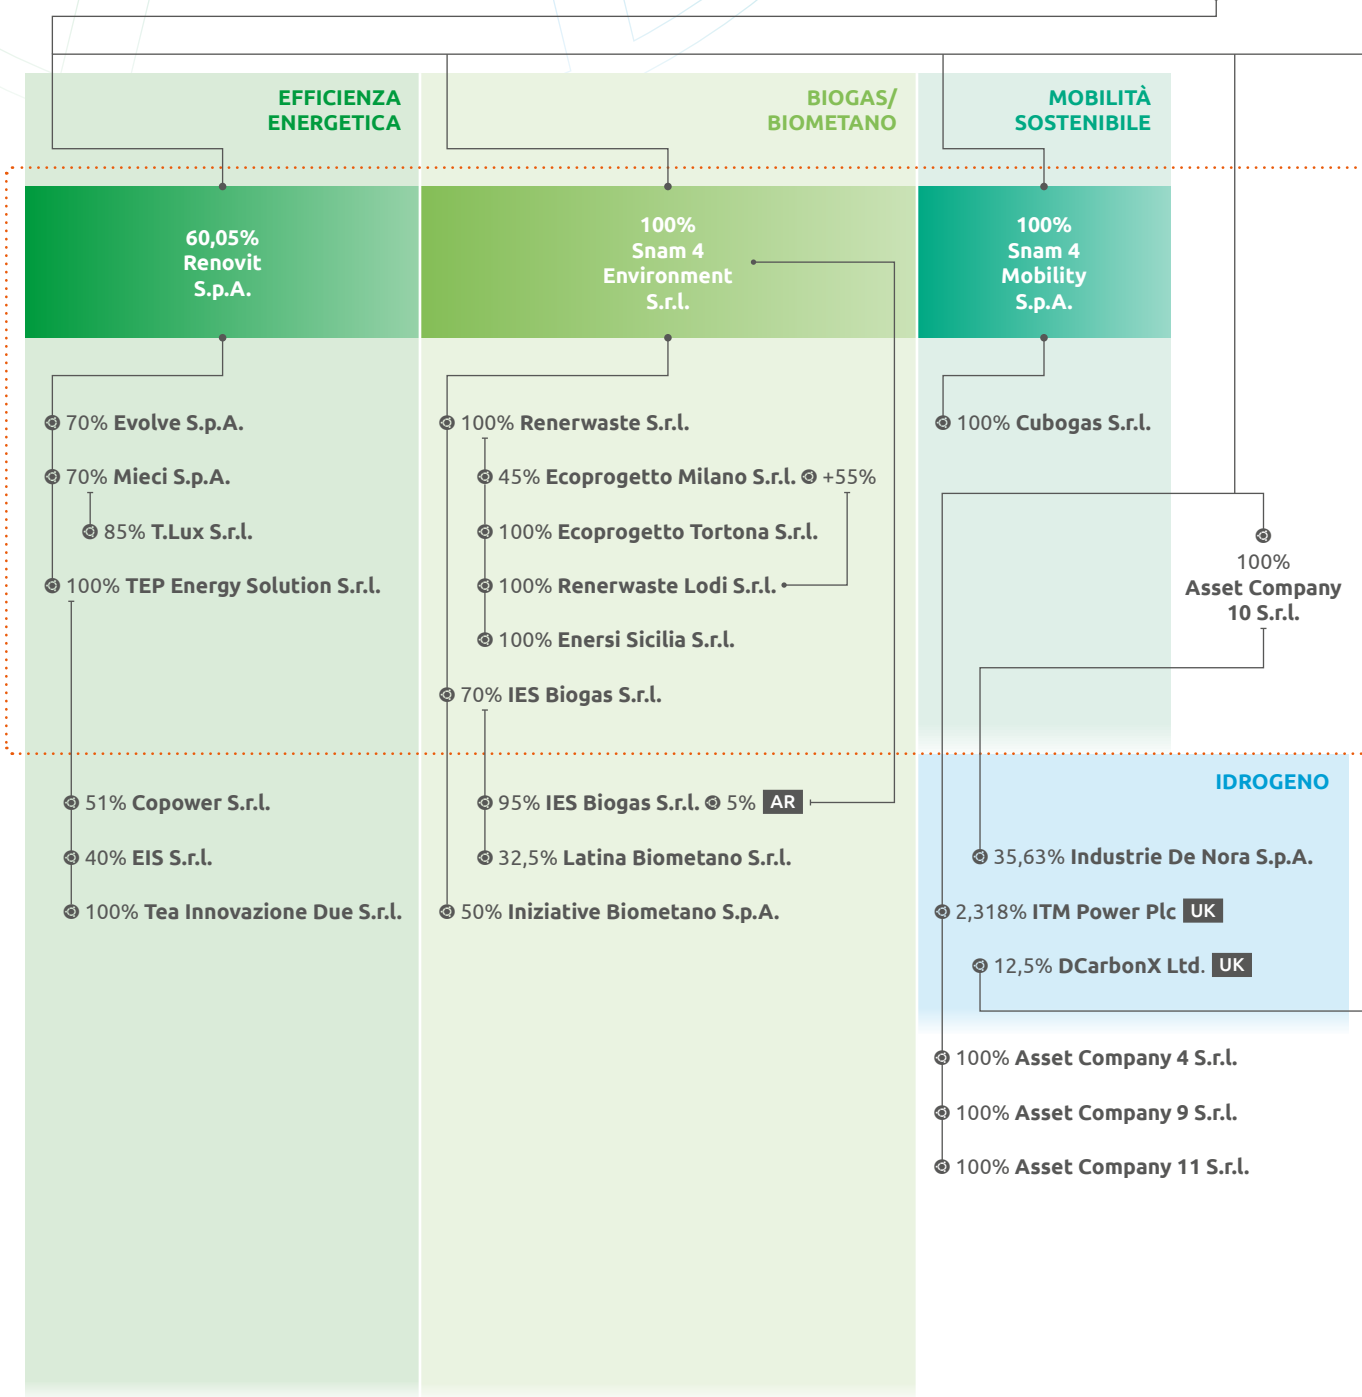 EFFICIENZA
ENERGETICA
60,05%
Renovit
S.p.A.
70% Evolve S.p.A.
70% Mieci S.p.A.
85% T.Lux S.r.l.
100% TEP Energy Solution S.r.l.
51% Copower S.r.l.
40% EIS S.r.l.
100% Tea Innovazione Due S.r.l.
BIOGAS/
BIOMETANO
100%
Snam 4
Environment
S.r.l.
100% Renerwaste S.r.l.
45% Ecoprogetto Milano S.r.l. +55%
100% Ecoprogetto Tortona S.r.l.
100% Renerwaste Lodi S.r.l.
100% Enersi Sicilia S.r.l.
70% IES Biogas S.r.l.
95% IES Biogas S.r.l. 5% AR
32,5% Latina Biometano S.r.l.
50% Iniziative Biometano S.p.A.
MOBILITÀ
SOSTENIBILE
100%
Snam 4
Mobility
S.p.A.
100% Cubogas S.r.l.
100%
Asset Company
10 S.r.l.
IDROGENO
35,63% Industrie De Nora S.p.A.
2,318% ITM Power Plc UK
12,5% DCarbonX Ltd. UK
100% Asset Company 4 S.r.l.
100% Asset Company 9 S.r.l.
100% Asset Company 11 S.r.l.